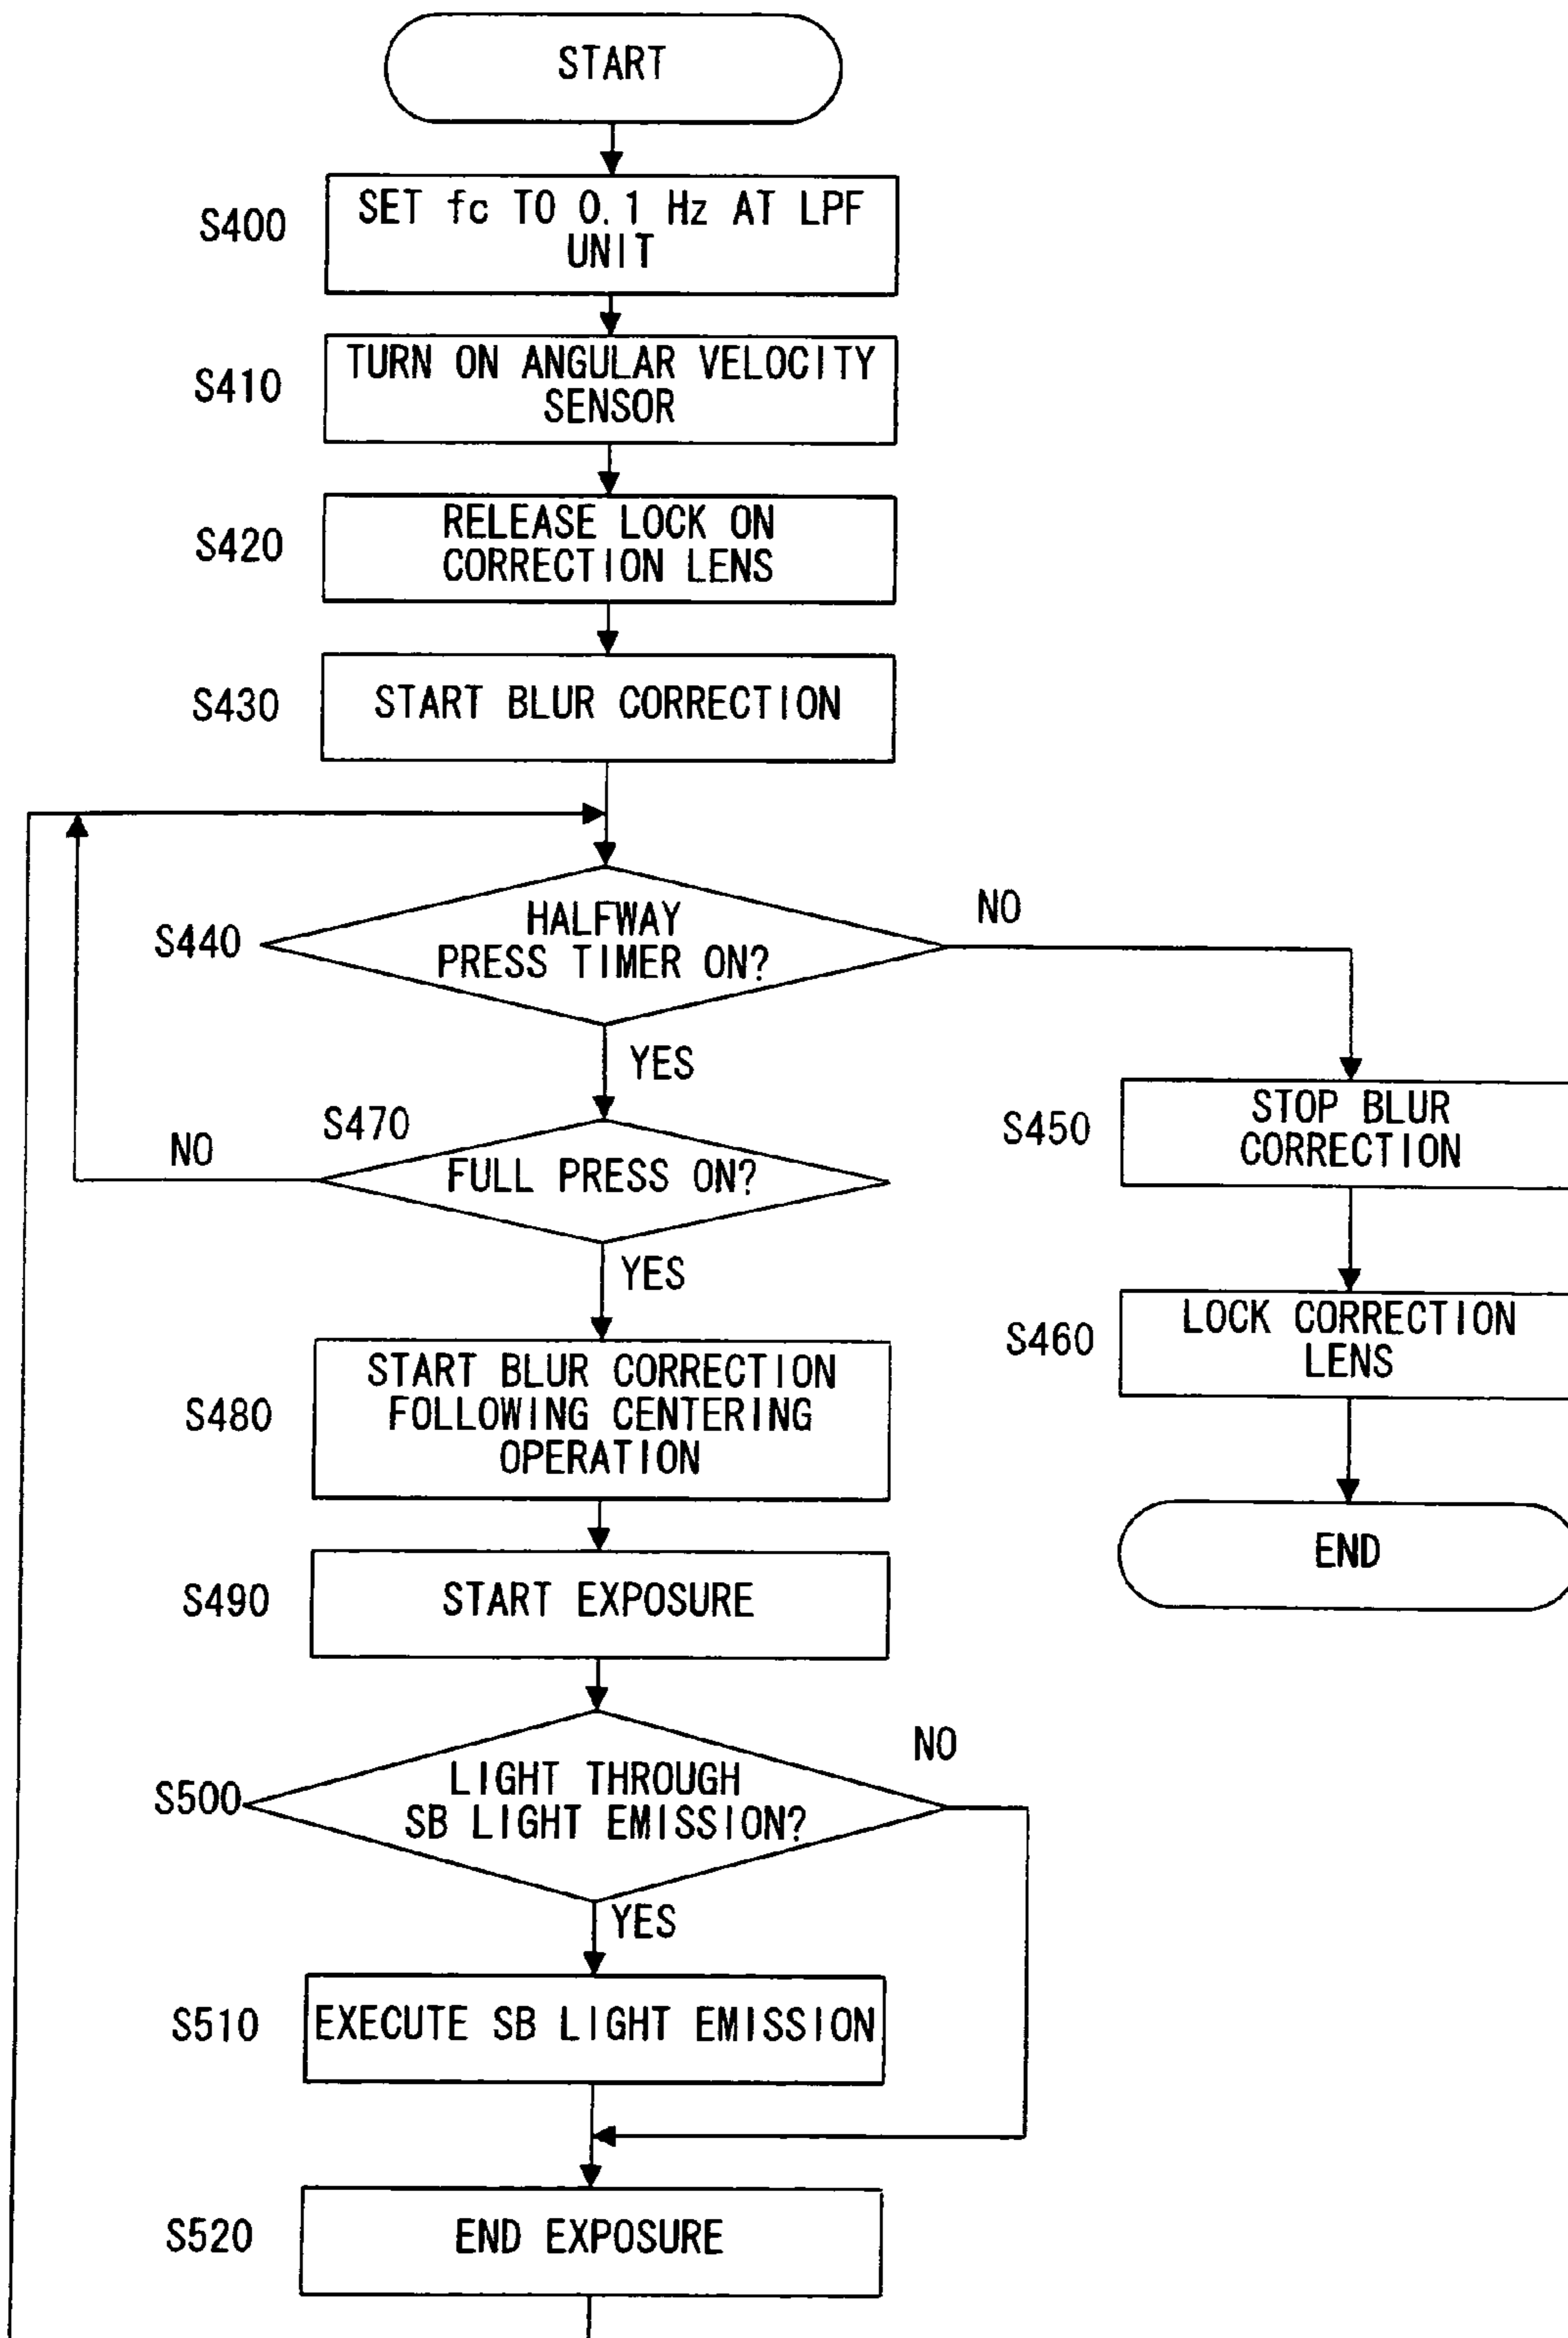 START
S400
SET fc TO 0.1 Hz AT LPF
UNIT
S410
TURN ON ANGULAR VELOCITY
SENSOR
S420
RELEASE LOCK ON
CORRECTION LENS
S430
START BLUR CORRECTION
S440
HALFWAY
PRESS TIMER ON?
NO
YES
S450
STOP BLUR
CORRECTION
S460
LOCK CORRECTION
LENS
END
S470
FULL PRESS ON?
NO
YES
S480
START BLUR CORRECTION
FOLLOWING CENTERING
OPERATION
S490
START EXPOSURE
S500
LIGHT THROUGH
SB LIGHT EMISSION?
NO
YES
S510
EXECUTE SB LIGHT EMISSION
S520
END EXPOSURE